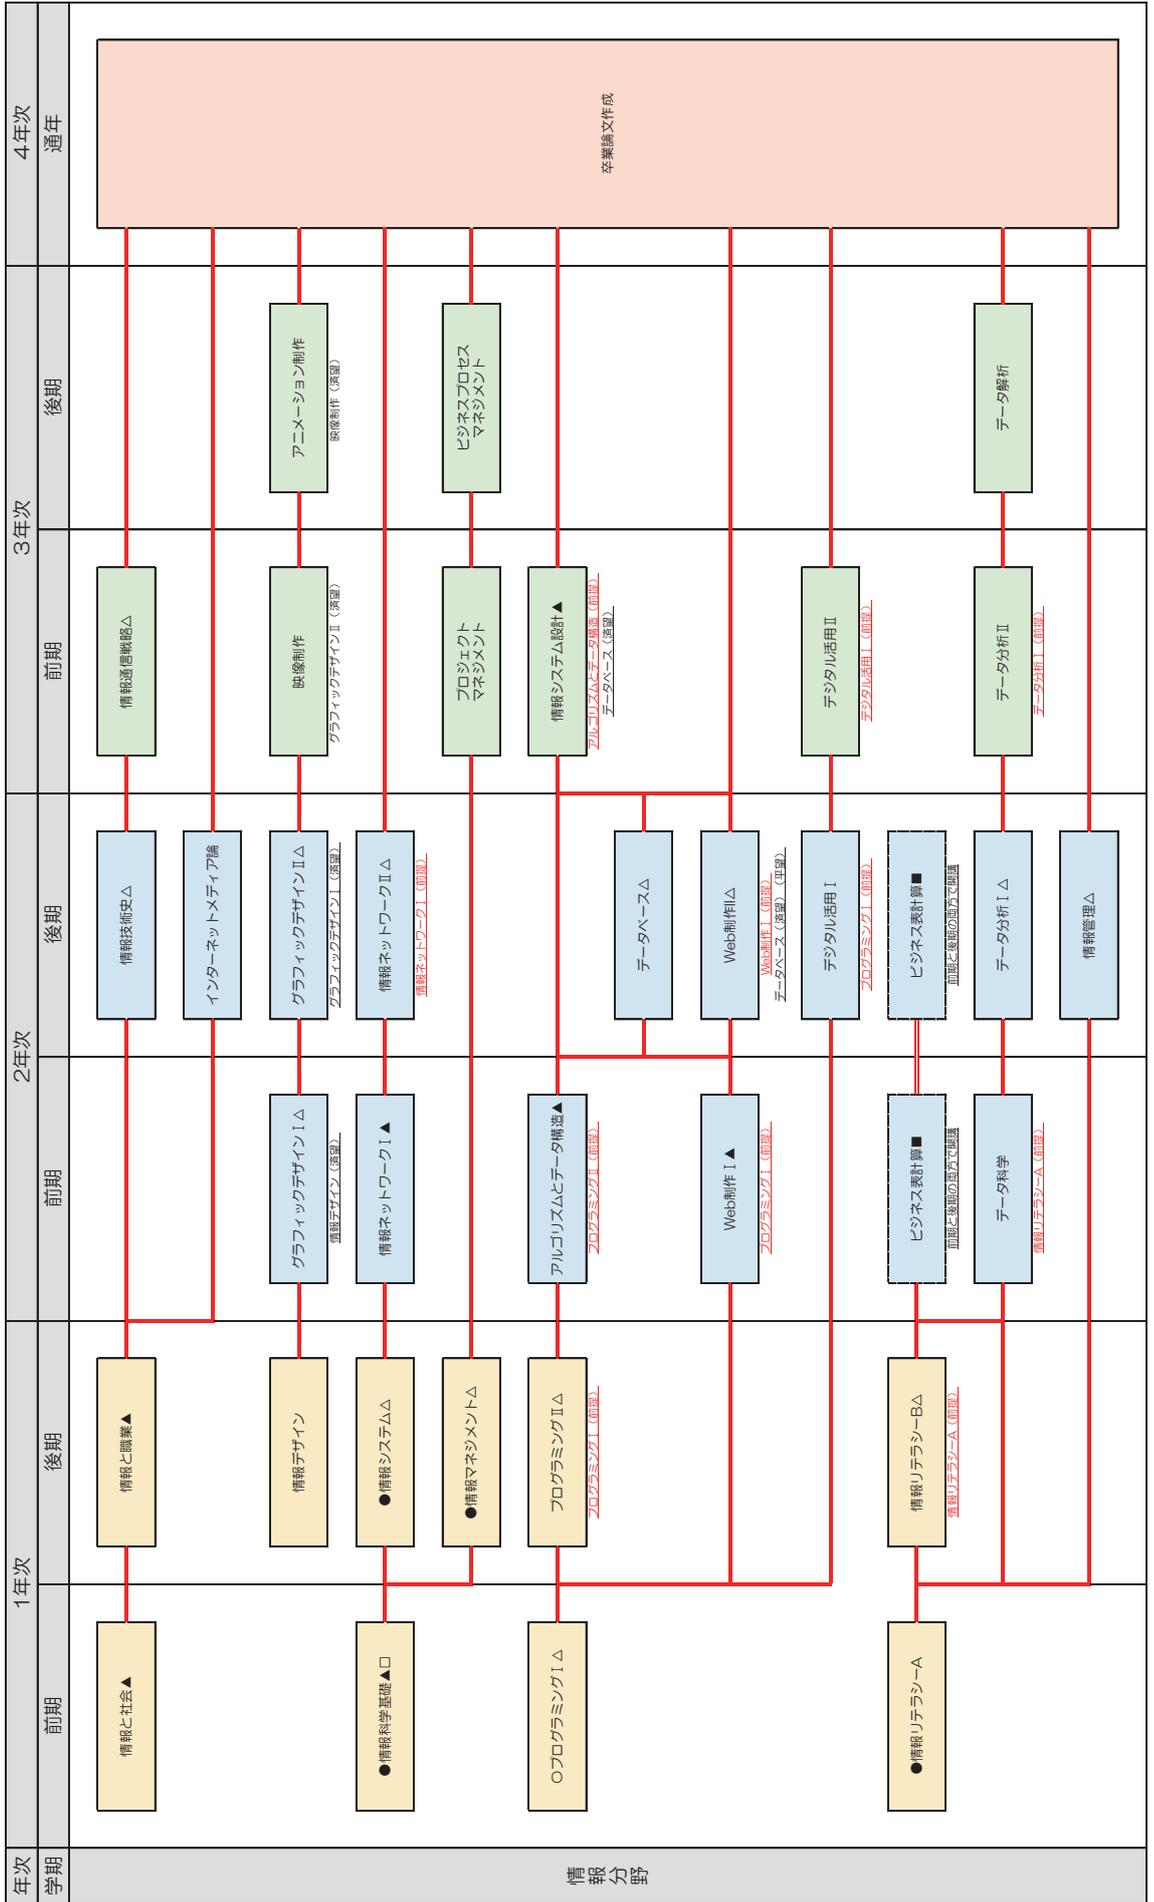 年次
1年次
2年次
3年次
4年次
学期
前期
後期
前期
後期
前期
後期
通年
情報分野
情報と社会▲
情報と職業▲
情報技術史△
情報通信戦略△
インターネットメディア論
情報デザイン
グラフィックデザインⅠ△
情報デザイン（済望）
グラフィックデザインⅡ△
グラフィックデザインⅠ（済望）
映像制作
グラフィックデザインⅡ（済望）
アニメーション制作
映像制作（済望）
●情報科学基礎▲□
●情報システム△
情報ネットワークⅠ▲
情報ネットワークⅡ△
情報ネットワークⅠ（前提）
●情報マネジメント△
プロジェクト
マネジメント
ビジネスプロセス
マネジメント
○プログラミングⅠ△
プログラミングⅡ△
プログラミングⅠ（前提）
アルゴリズムとデータ構造▲
プログラミングⅡ（前提）
情報システム設計▲
アルゴリズムとデータ構造（前提）
データベース（済望）
データベース△
Web制作Ⅰ▲
プログラミングⅠ（前提）
Web制作Ⅱ△
Web制作Ⅰ（前提）
データベース（済望）（平望）
デジタル活用Ⅰ
プログラミングⅠ（前提）
デジタル活用Ⅱ
デジタル活用Ⅰ（前提）
●情報リテラシーA
情報リテラシーB△
情報リテラシーA（前提）
ビジネス表計算■
前期と後期の両方で開講
ビジネス表計算■
前期と後期の両方で開講
データ科学
情報リテラシーA（前提）
データ分析Ⅰ△
データ分析Ⅱ
データ分析Ⅰ（前提）
データ解析
情報管理△
卒業論文作成